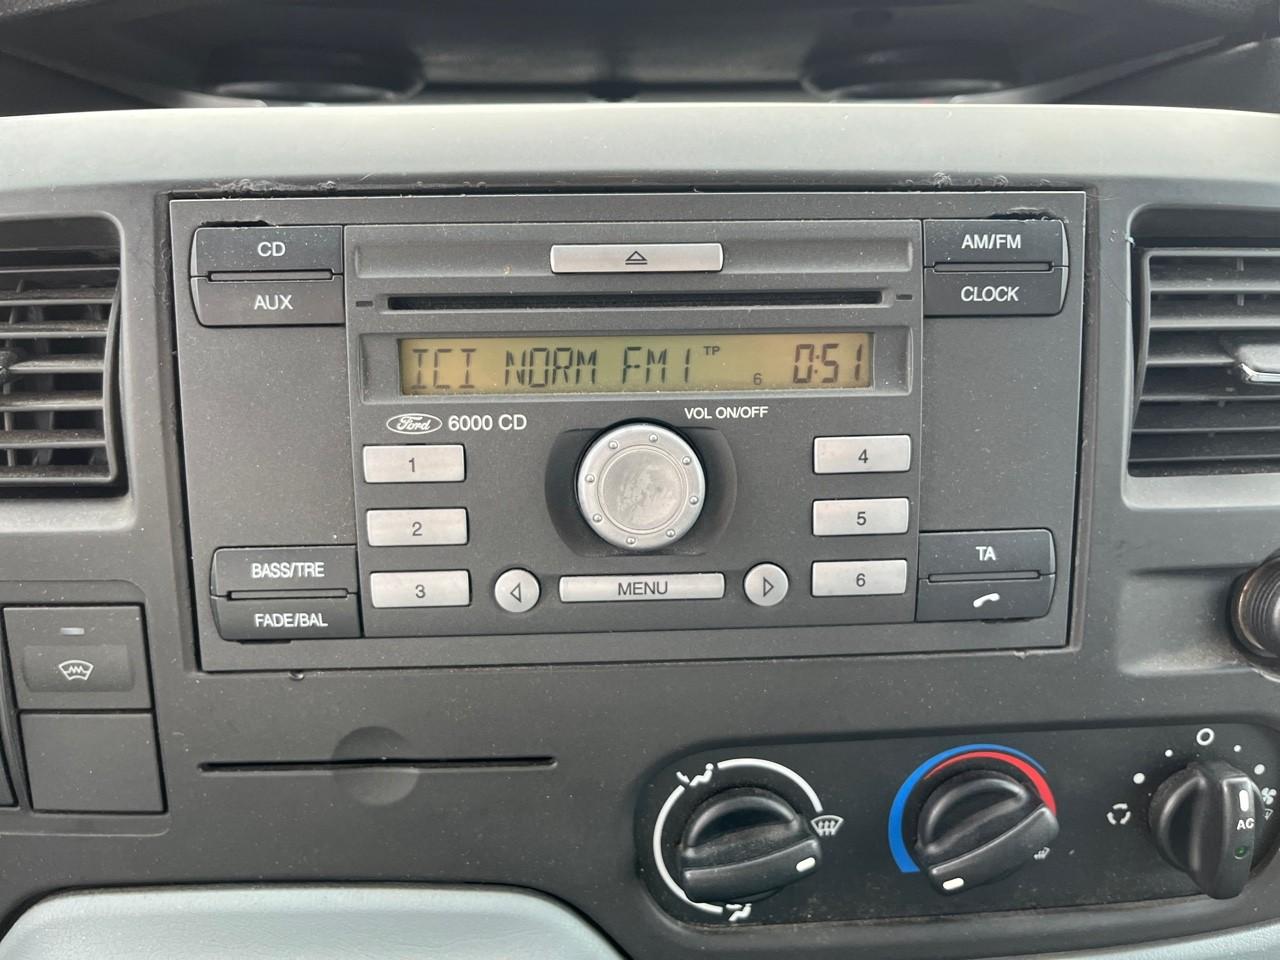 CD
AUX
AM/FM
CLOCK
ICI NORM FM1 TP 6 0:51
Ford 6000 CD
VOL ON/OFF
1
2
3
4
5
6
BASS/TRE
FADE/BAL
MENU
TA
AC